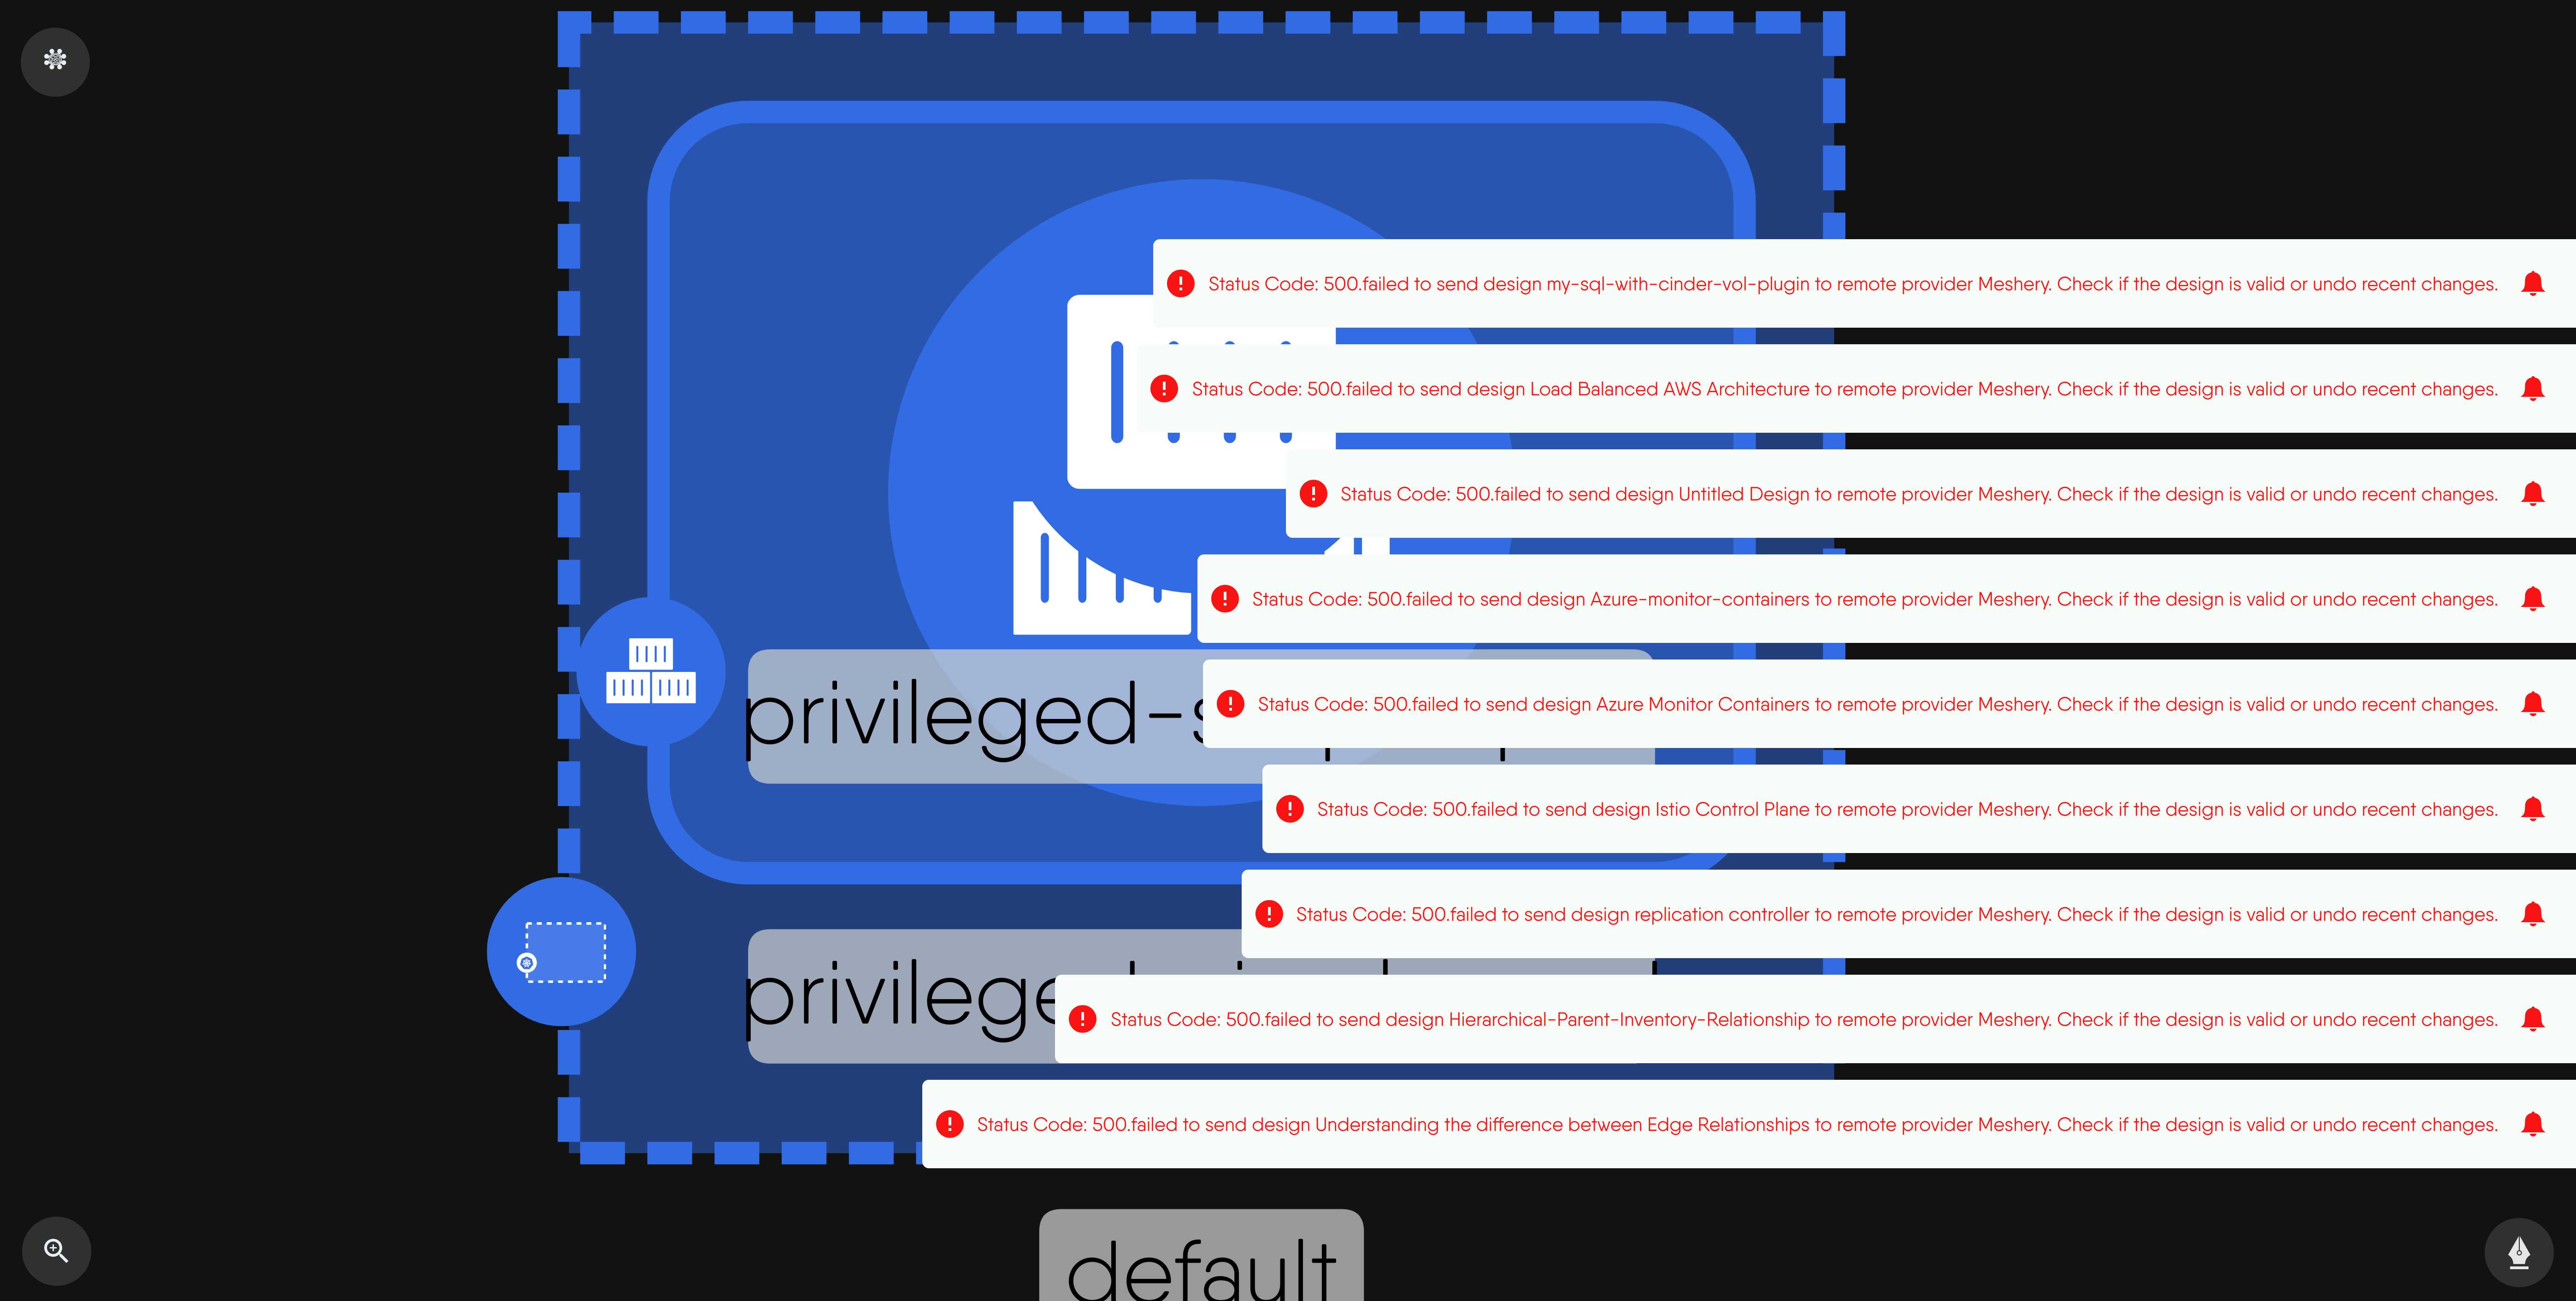 Status Code: 500.failed to send design my-sql-with-cinder-vol-plugin to remote provider Meshery. Check if the design is valid or undo recent changes.
Status Code: 500.failed to send design Load Balanced AWS Architecture to remote provider Meshery. Check if the design is valid or undo recent changes.
Status Code: 500.failed to send design Untitled Design to remote provider Meshery. Check if the design is valid or undo recent changes.
Status Code: 500.failed to send design Azure-monitor-containers to remote provider Meshery. Check if the design is valid or undo recent changes.
privileged-
Status Code: 500.failed to send design Azure Monitor Containers to remote provider Meshery. Check if the design is valid or undo recent changes.
Status Code: 500.failed to send design Istio Control Plane to remote provider Meshery. Check if the design is valid or undo recent changes.
Status Code: 500.failed to send design replication controller to remote provider Meshery. Check if the design is valid or undo recent changes.
Status Code: 500.failed to send design Hierarchical-Parent-Inventory-Relationship to remote provider Meshery. Check if the design is valid or undo recent changes.
Status Code: 500.failed to send design Understanding the difference between Edge Relationships to remote provider Meshery. Check if the design is valid or undo recent changes.
default